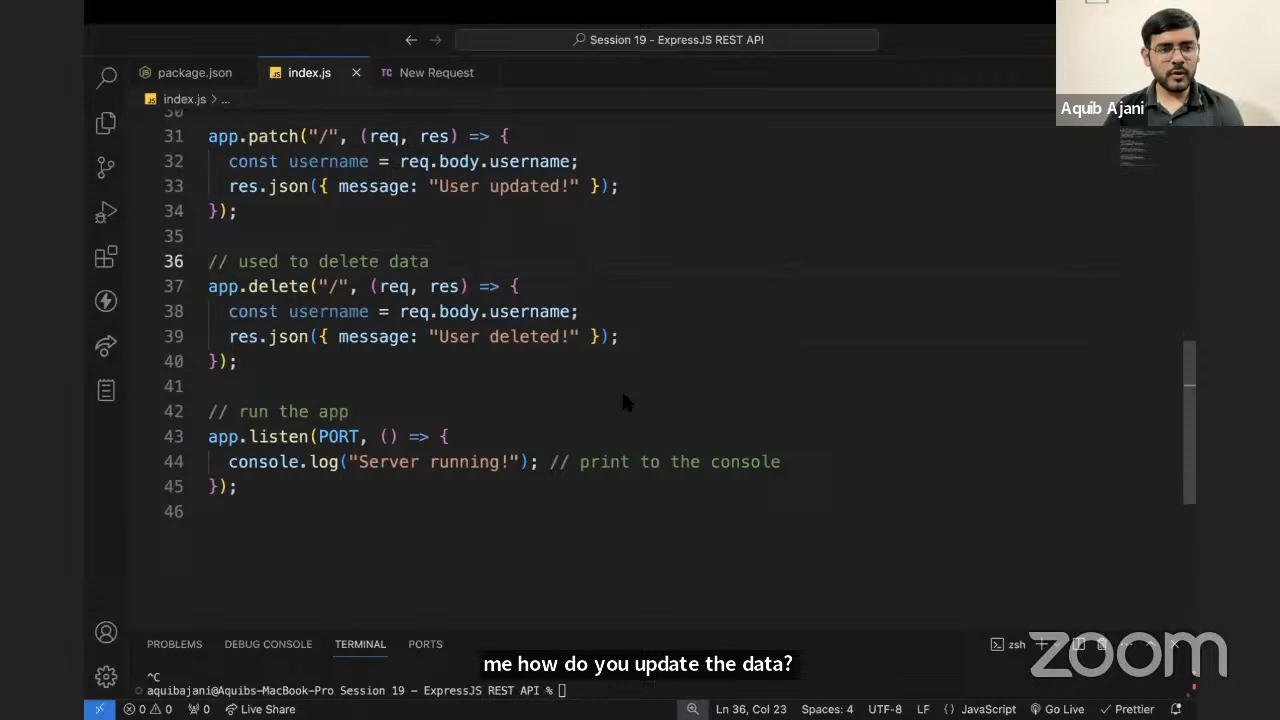 Session 19 - ExpressJS REST API
package.json
JS index.js
TC New Request
JS index.js > ...
Aquib Ajani
30
31 app.patch("/", (req, res) => {
32 const username = req.body.username;
33 res.json({ message: "User updated!" });
34 });
35
36 // used to delete data
37 app.delete("/", (req, res) => {
38 const username = req.body.username;
39 res.json({ message: "User deleted!" });
40 });
41
42 // run the app
43 app.listen(PORT, () => {
44 console.log("Server running!"); // print to the console
45 });
46
PROBLEMS DEBUG CONSOLE TERMINAL PORTS
zsh
zoom
me how do you update the data?
^C
aquibajani@Aquibs-MacBook-Pro Session 19 - ExpressJS REST API %
0 0 0 Live Share Ln 36, Col 23 Spaces: 4 UTF-8 LF {} JavaScript Go Live Prettier